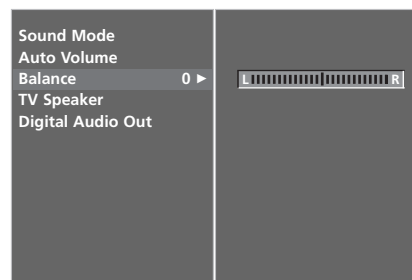 Sound Mode
Auto Volume
Balance 0 ►
TV Speaker
Digital Audio Out
L R